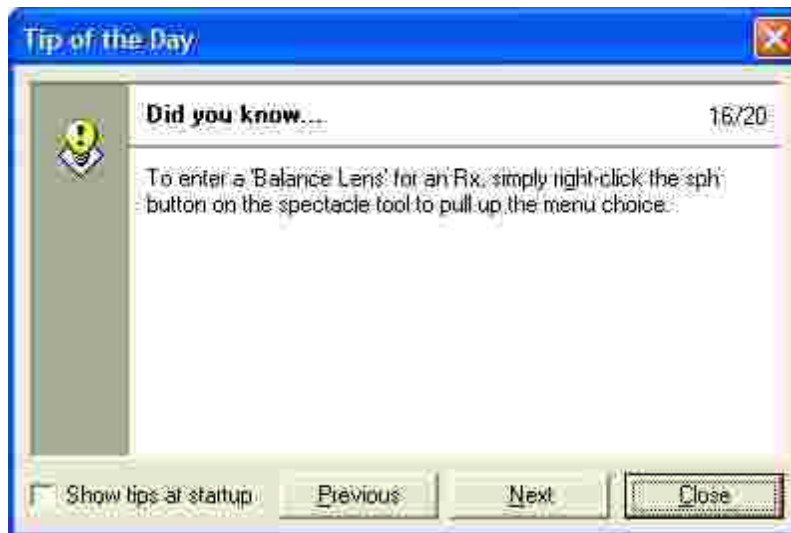 Tip of the Day
Did you know...
16/20
To enter a 'Balance Lens' for an Rx, simply right-click the sph
button on the spectacle tool to pull up the menu choice.
Show tips at startup
Previous
Next
Close